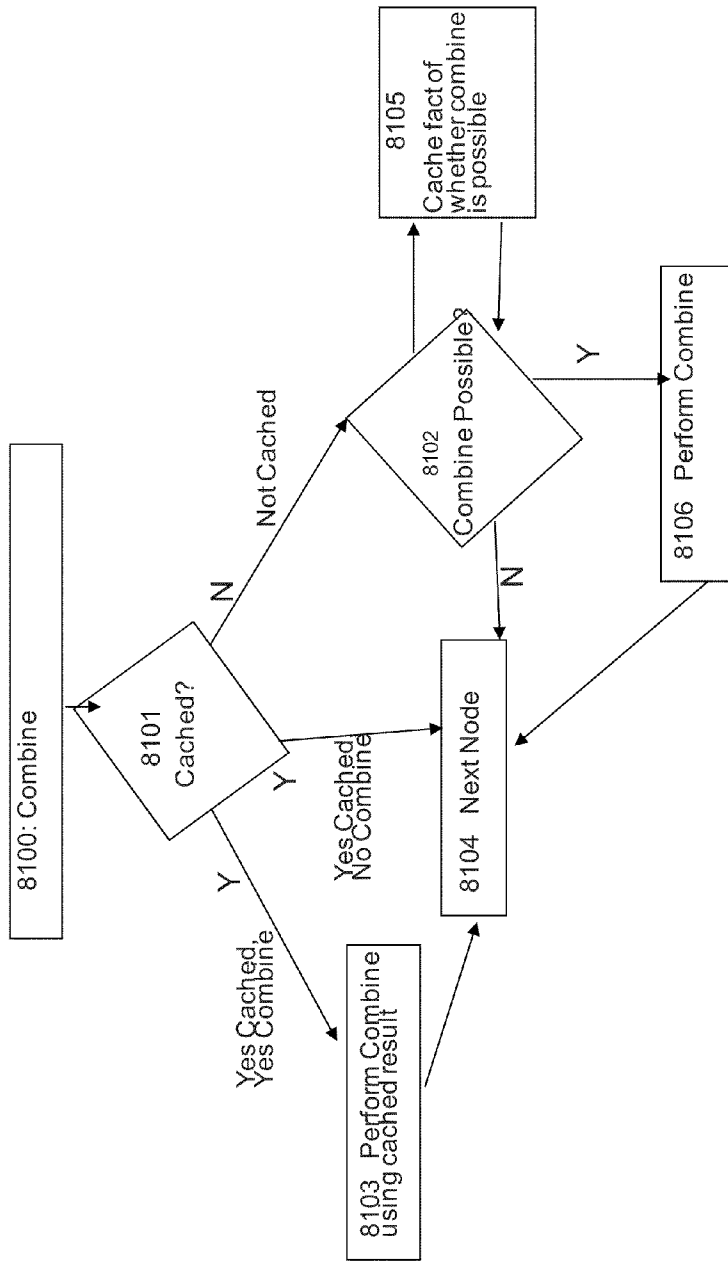 8100: Combine
8101
Cached?
Y
Yes Cached,
Yes Combine
Y
Yes Cached,
No Combine
N
Not Cached
8103 Perform Combine
using cached result
8104 Next Node
8102
Combine Possible?
N
Y
8105
Cache fact of
whether combine
is possible
8106 Perform Combine